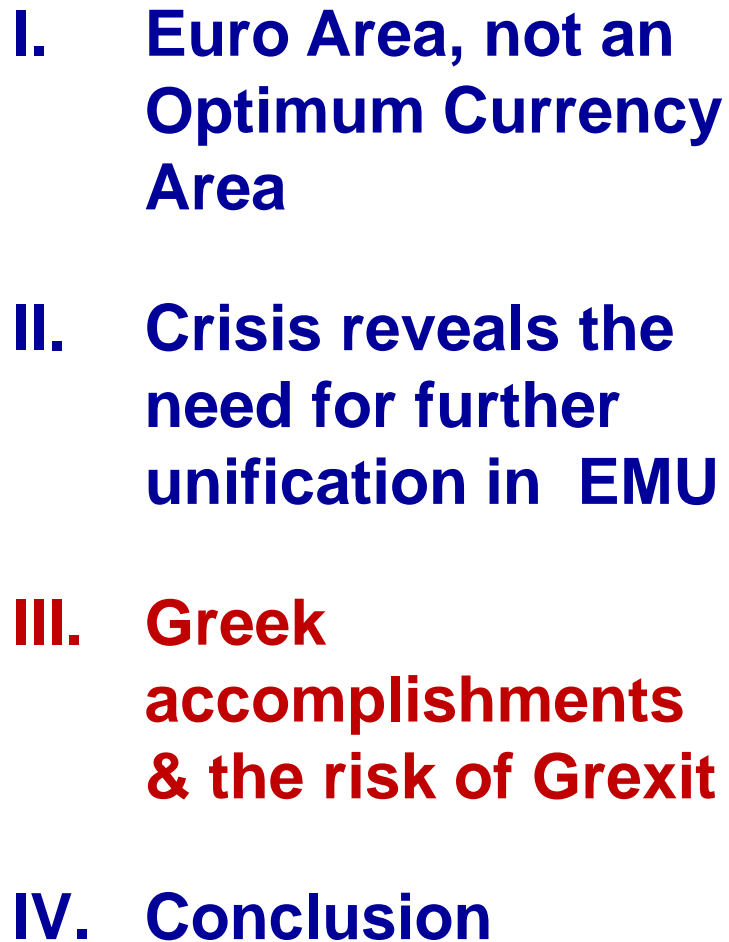 I. Euro Area, not an
Optimum Currency
Area
II. Crisis reveals the
need for further
unification in EMU
III. Greek
accomplishments
& the risk of Grexit
IV. Conclusion